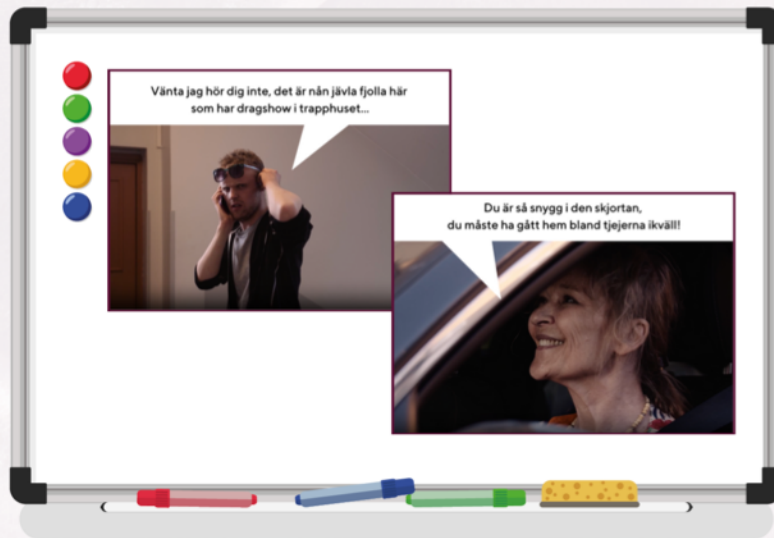 Vänta jag hör dig inte, det är nån jävla fjolla här
som har dragshow i trapphuset...
Du är så snygg i den skjortan,
du måste ha gått hem bland tjejerna ikväll!